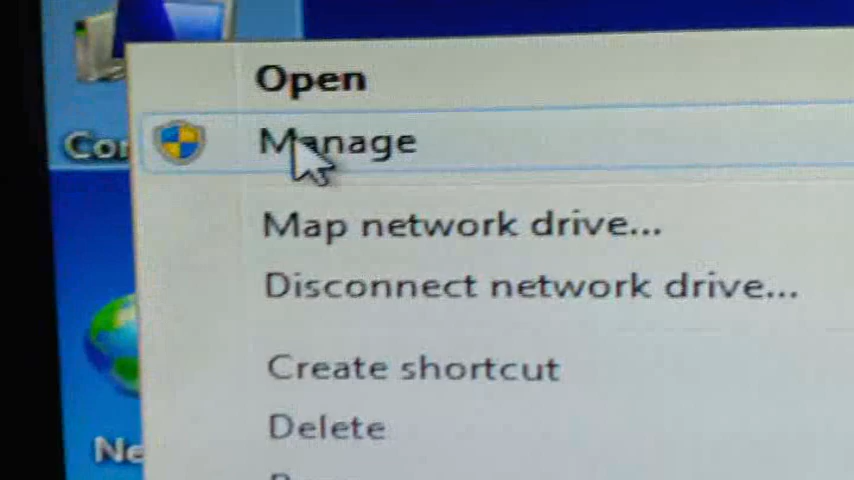 Open
Manage
Map network drive...
Disconnect network drive...
Create shortcut
Delete